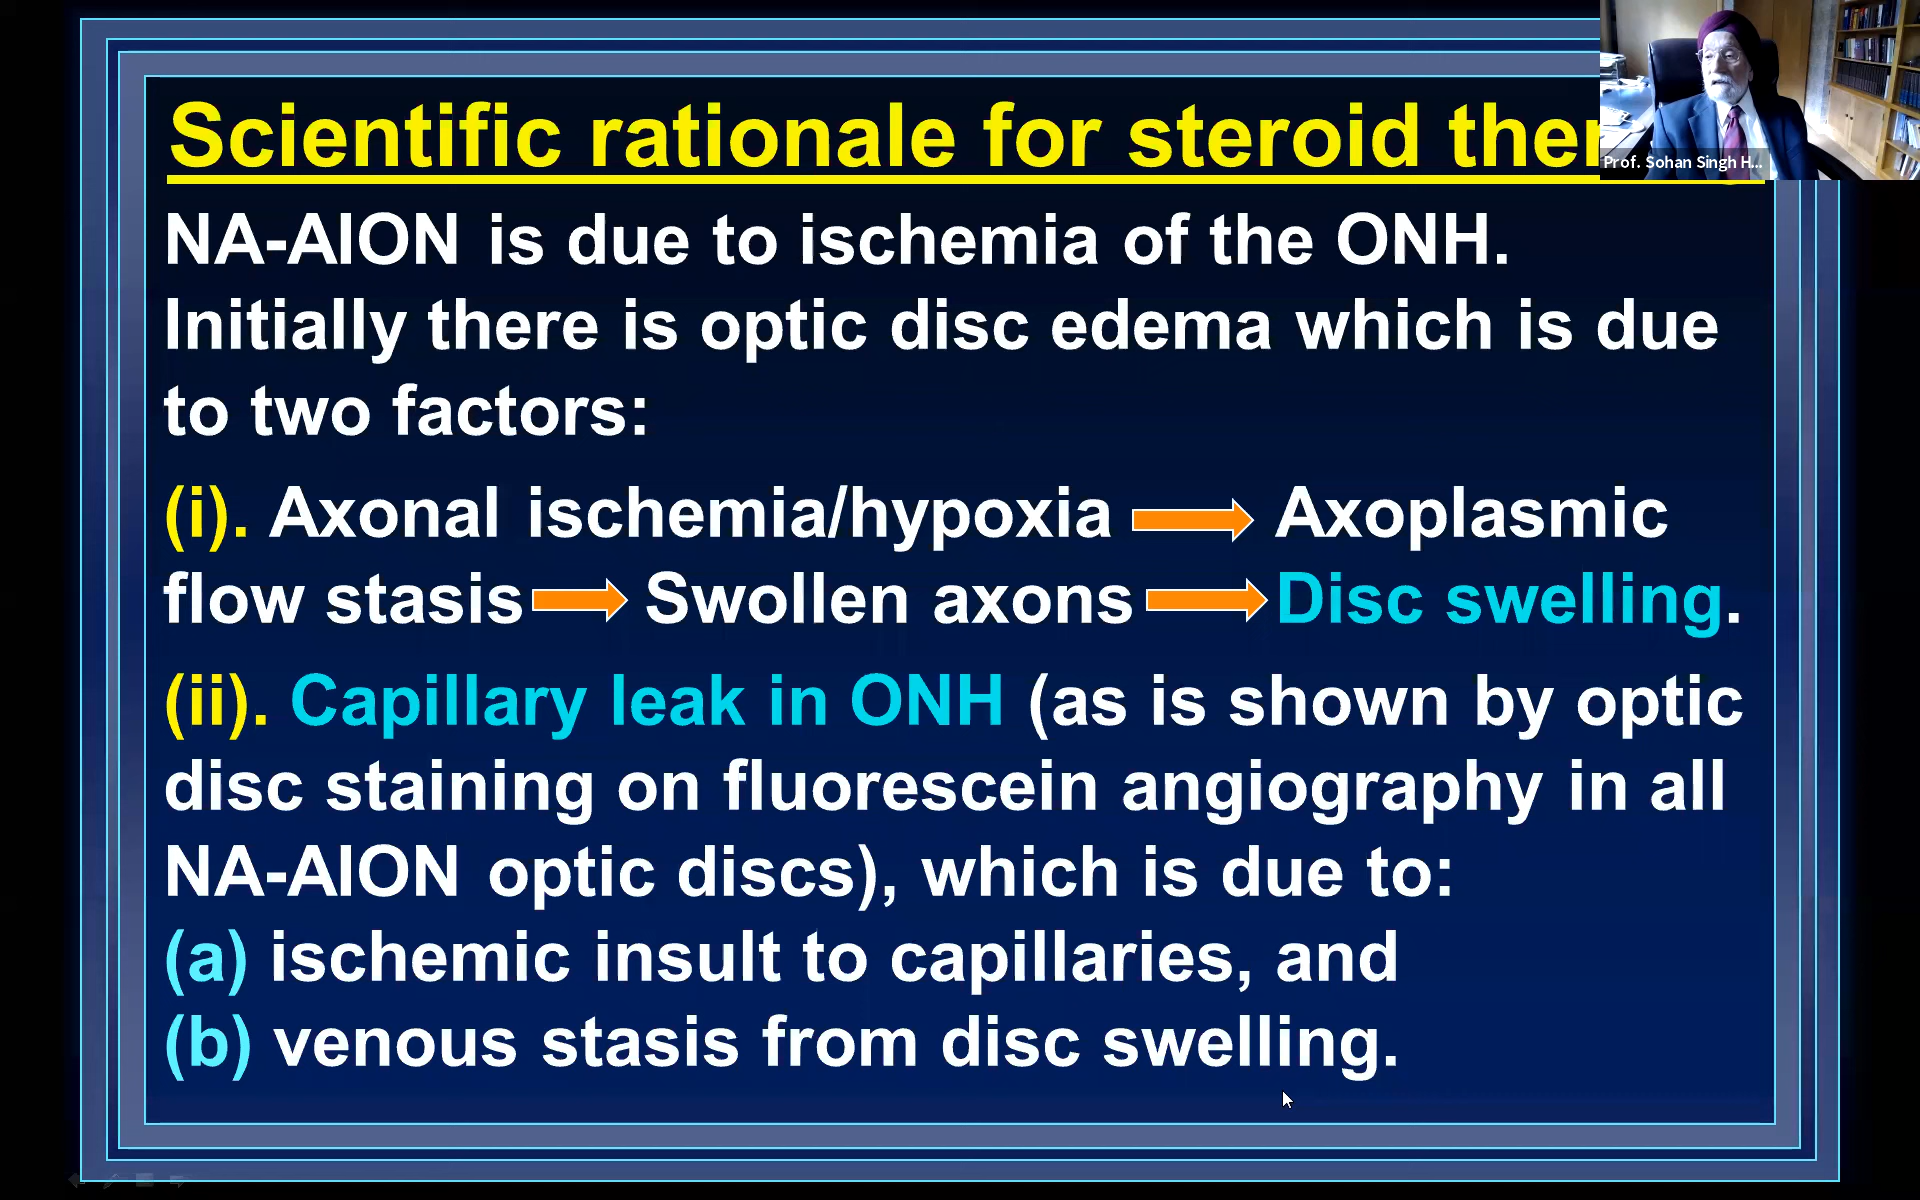 Scientific rationale for steroid ther
Prof. Sohan Singh H...
NA-AION is due to ischemia of the ONH.
Initially there is optic disc edema which is due
to two factors:
(i). Axonal ischemia/hypoxia Axoplasmic
flow stasis Swollen axons Disc swelling.
(ii). Capillary leak in ONH (as is shown by optic
disc staining on fluorescein angiography in all
NA-AION optic discs), which is due to:
(a) ischemic insult to capillaries, and
(b) venous stasis from disc swelling.